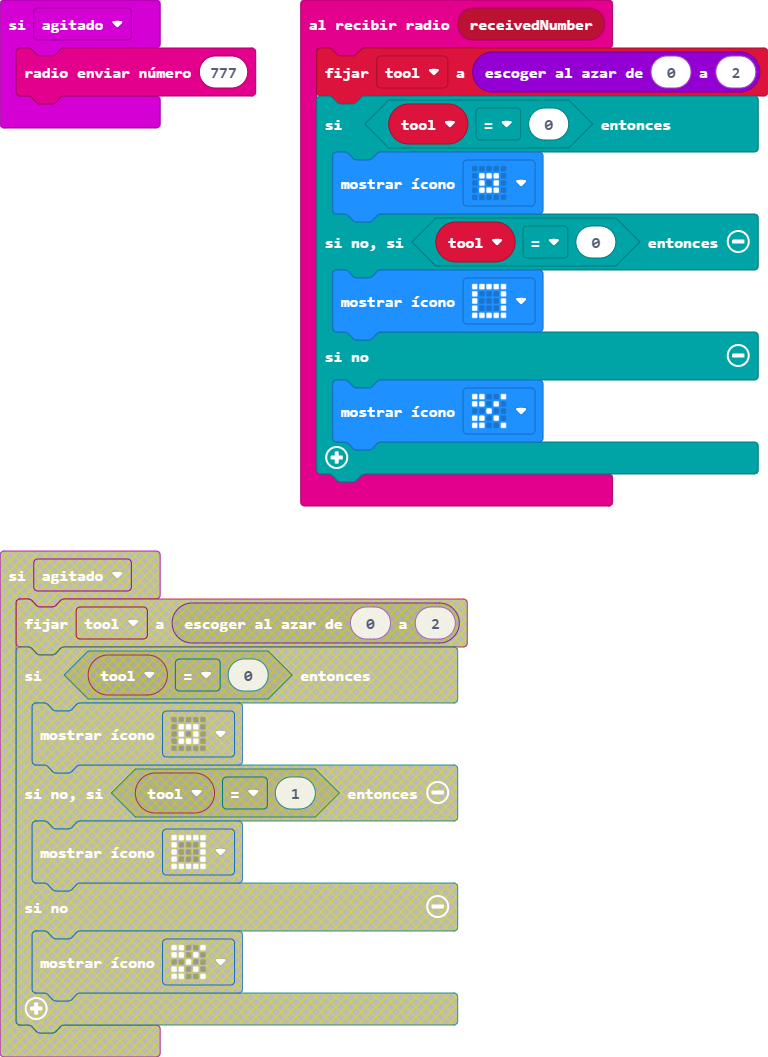 si agitado
radio enviar número 777
al recibir radio receivedNumber
fijar tool a escoger al azar de 0 a 2
si tool = 0 entonces
mostrar ícono
si no, si tool = 0 entonces
mostrar ícono
si no
mostrar ícono
si agitado
fijar tool a escoger al azar de 0 a 2
si tool = 0 entonces
mostrar ícono
si no, si tool = 1 entonces
mostrar ícono
si no
mostrar ícono